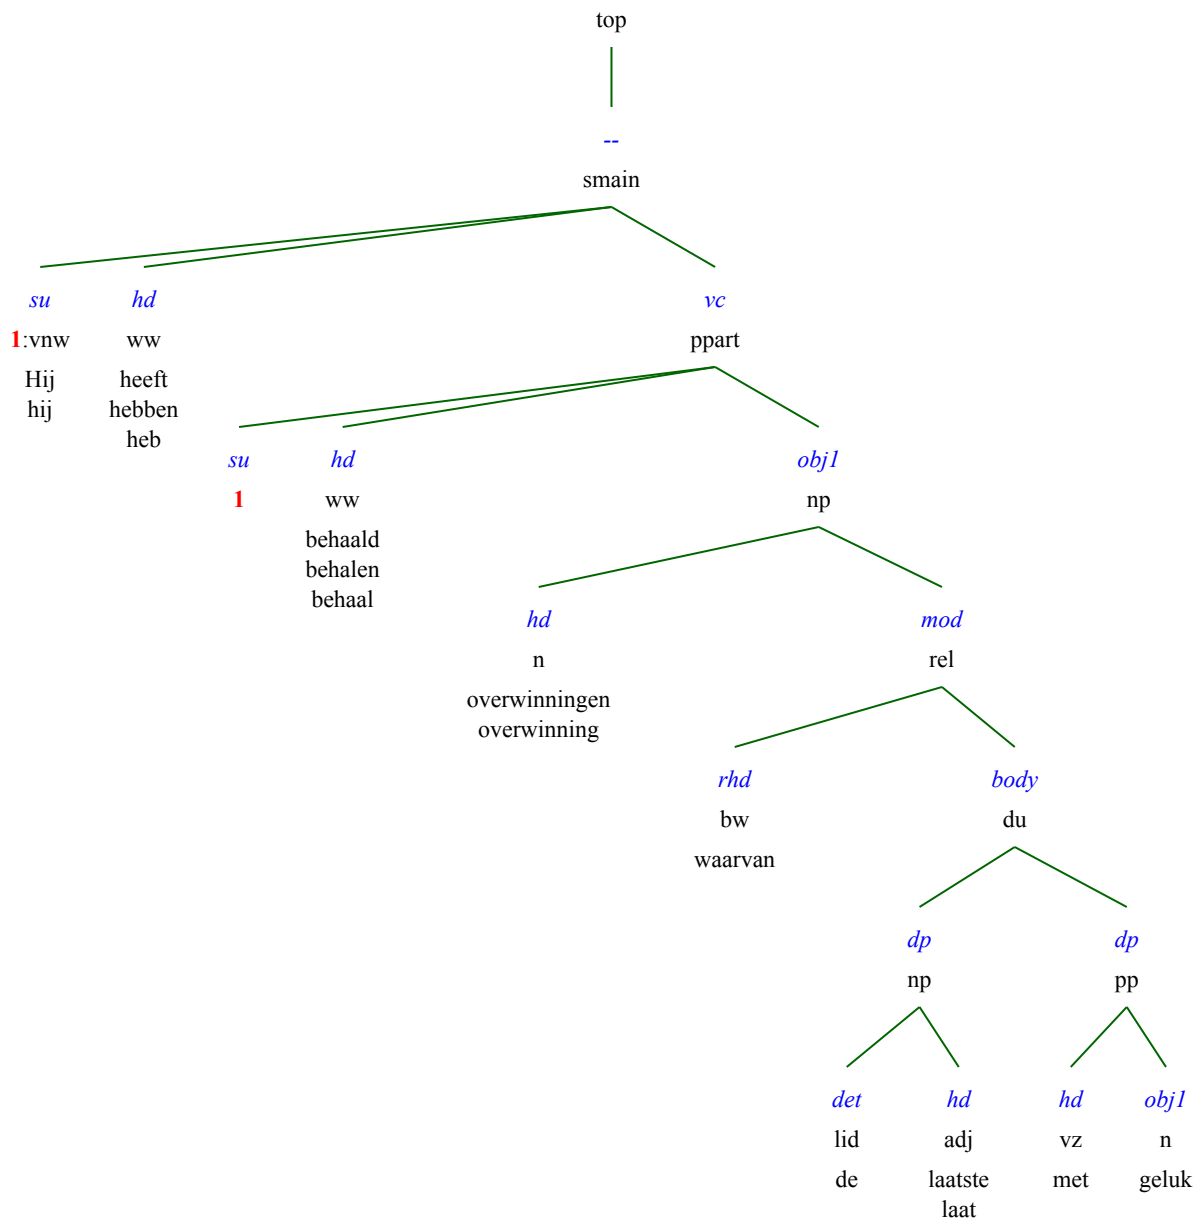 top
--
smain
su hd vc
1:vnw ww ppart
Hij heeft
hij hebben
heb
su hd obj1
1 ww np
behaald
behalen
behaal
hd mod
n rel
overwinningen
overwinning
rhd body
bw du
waarvan
dp dp
np pp
det hd hd obj1
lid adj vz n
de laatste met geluk
laat